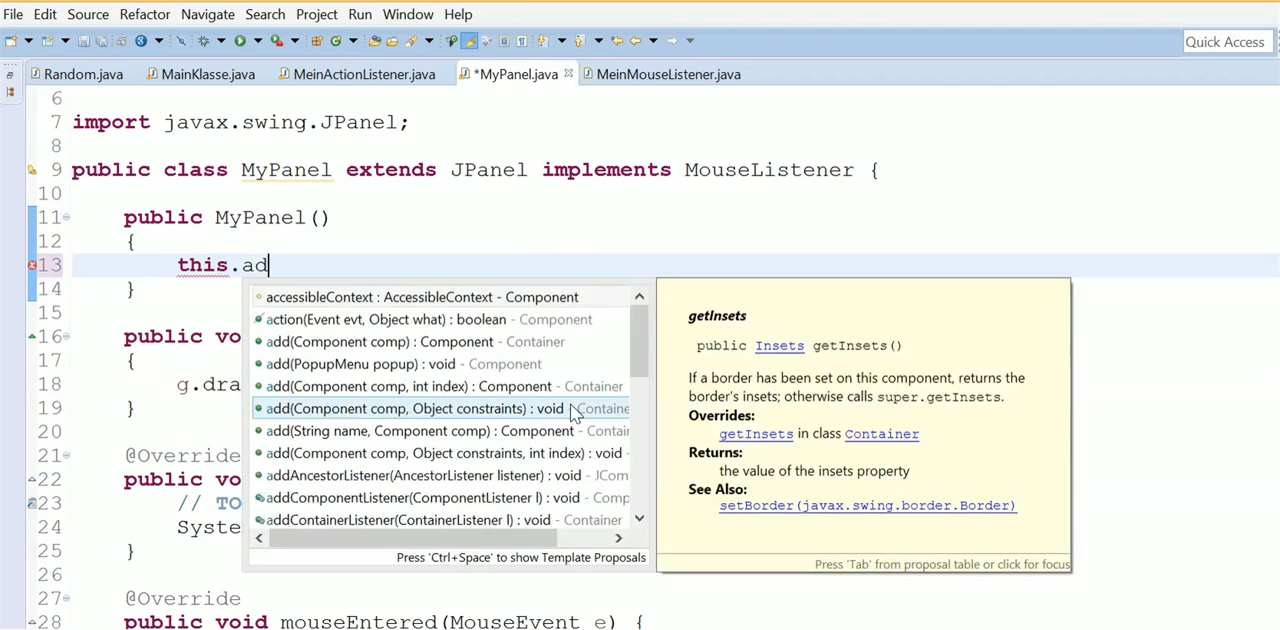 File Edit Source Refactor Navigate Search Project Run Window Help
Quick Access
Random.java MainKlasse.java MeinActionListener.java *MyPanel.java MeinMouseListener.java
6
7 import javax.swing.JPanel;
8
9 public class MyPanel extends JPanel implements MouseListener {
10
11 public MyPanel()
12 {
13 this.ad
14 }
15
16 public vo
17 {
18 g.dra
19 }
20
21 @Override
22 public vo
23 // TO
24 Syste
25 }
26
27 @Override
28 public void mouseEntered(MouseEvent e) {
accessibleContext : AccessibleContext - Component
action(Event evt, Object what) : boolean - Component
add(Component comp) : Component - Container
add(PopupMenu popup) : void - Component
add(Component comp, int index) : Component - Container
add(Component comp, Object constraints) : void - Containe
add(String name, Component comp) : Component - Contai
add(Component comp, Object constraints, int index) : void -
addAncestorListener(AncestorListener listener) : void - JCom
addComponentListener(ComponentListener l) : void - Comp
addContainerListener(ContainerListener l) : void - Container
Press 'Ctrl+Space' to show Template Proposals
getInsets
public Insets getInsets()
If a border has been set on this component, returns the
border's insets; otherwise calls super.getInsets.
Overrides:
getInsets in class Container
Returns:
the value of the insets property
See Also:
setBorder(javax.swing.border.Border)
Press 'Tab' from proposal table or click for focus